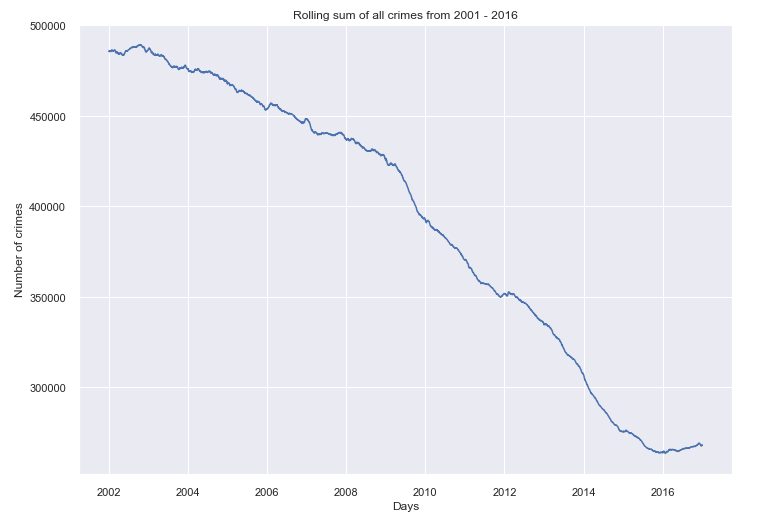 Rolling sum of all crimes from 2001 - 2016
500000
450000
400000
350000
300000
Number of crimes
2002 2004 2006 2008 2010 2012 2014 2016
Days